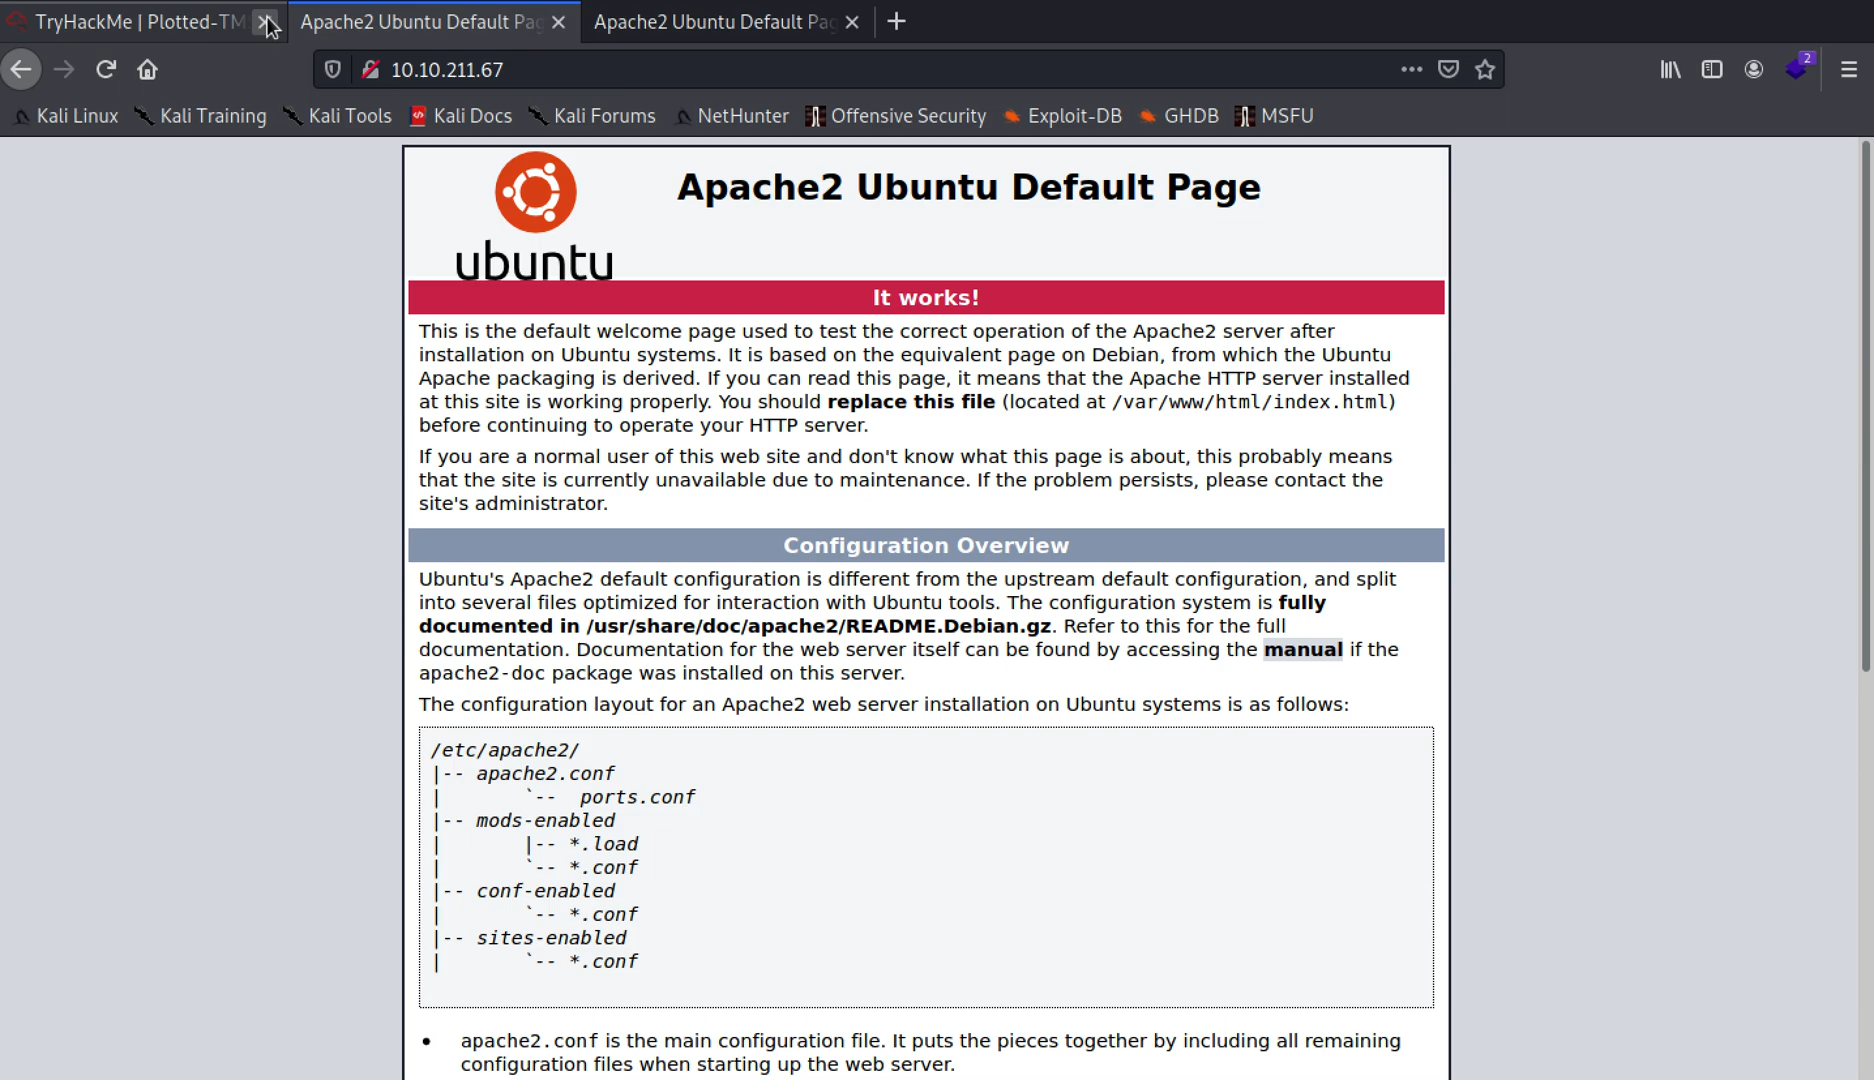 TryHackMe | Plotted-TM
Apache2 Ubuntu Default Pag
Apache2 Ubuntu Default Pag
10.10.211.67
2
Kali Linux
Kali Training
Kali Tools
Kali Docs
Kali Forums
NetHunter
Offensive Security
Exploit-DB
GHDB
MSFU
ubuntu
Apache2 Ubuntu Default Page
It works!
This is the default welcome page used to test the correct operation of the Apache2 server after
installation on Ubuntu systems. It is based on the equivalent page on Debian, from which the Ubuntu
Apache packaging is derived. If you can read this page, it means that the Apache HTTP server installed
at this site is working properly. You should replace this file (located at /var/www/html/index.html)
before continuing to operate your HTTP server.
If you are a normal user of this web site and don't know what this page is about, this probably means
that the site is currently unavailable due to maintenance. If the problem persists, please contact the
site's administrator.
Configuration Overview
Ubuntu's Apache2 default configuration is different from the upstream default configuration, and split
into several files optimized for interaction with Ubuntu tools. The configuration system is fully
documented in /usr/share/doc/apache2/README.Debian.gz. Refer to this for the full
documentation. Documentation for the web server itself can be found by accessing the manual if the
apache2-doc package was installed on this server.
The configuration layout for an Apache2 web server installation on Ubuntu systems is as follows:
/etc/apache2/
|-- apache2.conf
|       `--  ports.conf
|-- mods-enabled
|       |-- *.load
|       `-- *.conf
|-- conf-enabled
|       `-- *.conf
|-- sites-enabled
|       `-- *.conf
• apache2.conf is the main configuration file. It puts the pieces together by including all remaining
configuration files when starting up the web server.